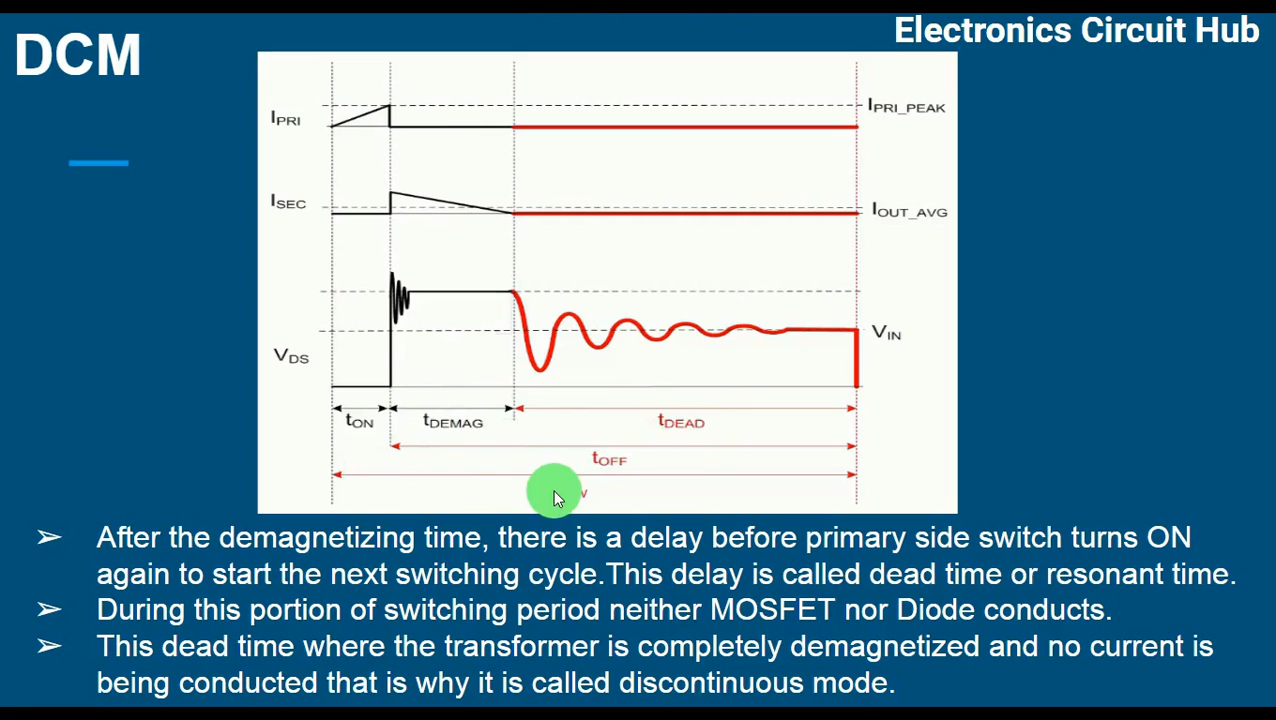 Electronics Circuit Hub
DCM
IPRI
IPRI_PEAK
ISEC
IOUT_AVG
VDS
VIN
tON
tDEMAG
tDEAD
tOFF
➢ After the demagnetizing time, there is a delay before primary side switch turns ON
again to start the next switching cycle.This delay is called dead time or resonant time.
➢ During this portion of switching period neither MOSFET nor Diode conducts.
➢ This dead time where the transformer is completely demagnetized and no current is
being conducted that is why it is called discontinuous mode.